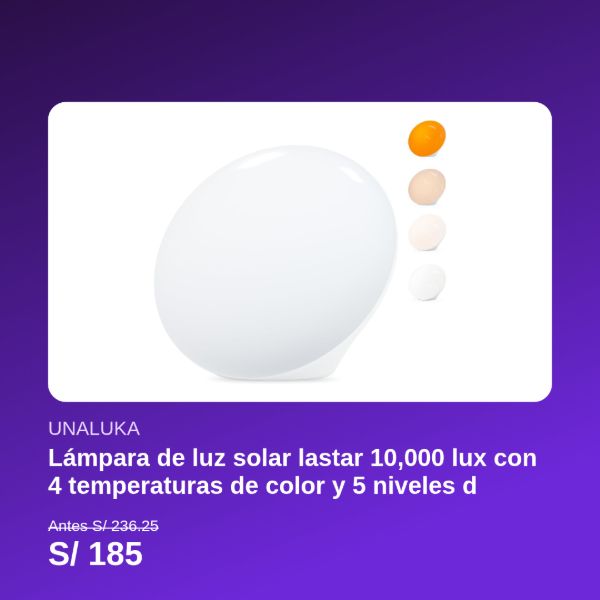 UNALUKA
Lámpara de luz solar lastar 10,000 lux con
4 temperaturas de color y 5 niveles d
Antes S/ 236.25
S/ 185